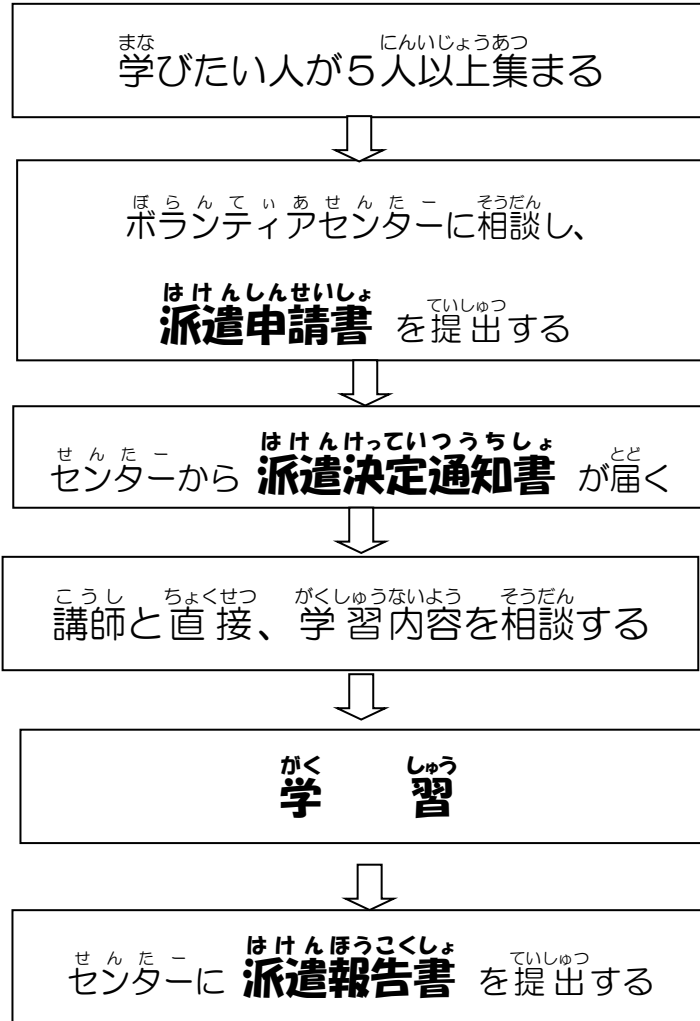 学びたい人が５人以上集まる
ボランティアセンターに相談し、
派遣申請書 を提出する
センターから 派遣決定通知書 が届く
講師と直接、学習内容を相談する
学　習
センターに 派遣報告書 を提出する